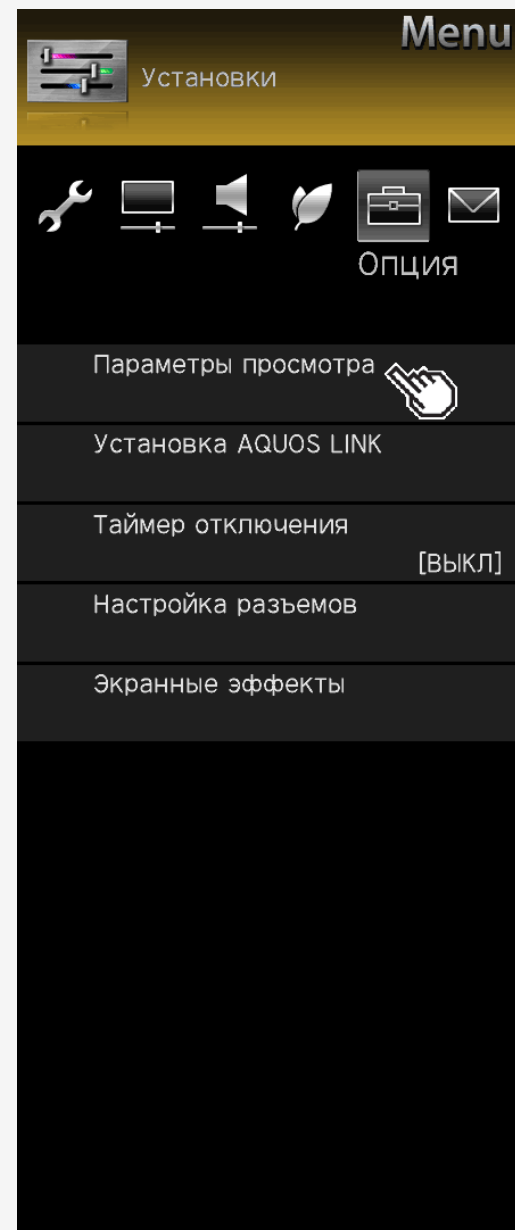 Menu
Установки
Опция
Параметры просмотра
Установка AQUOS LINK
Таймер отключения
[ВЫКЛ]
Настройка разъемов
Экранные эффекты